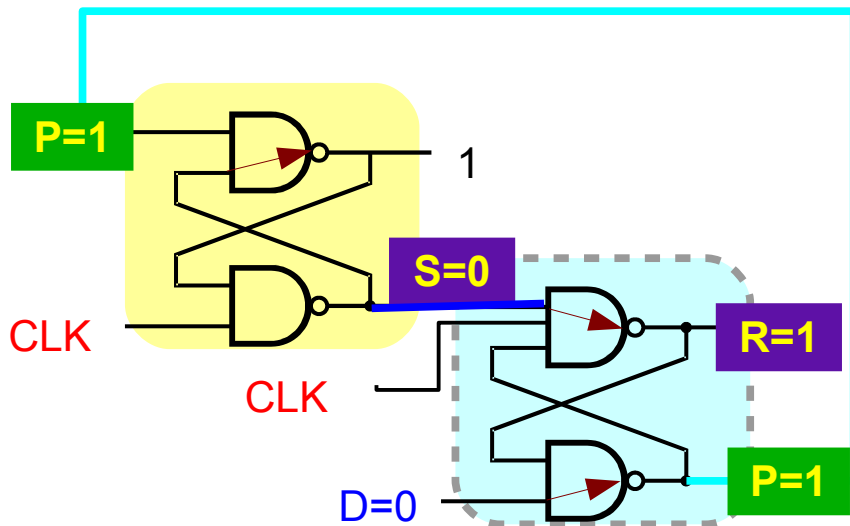 P=1
1
S=0
CLK
R=1
CLK
P=1
D=0